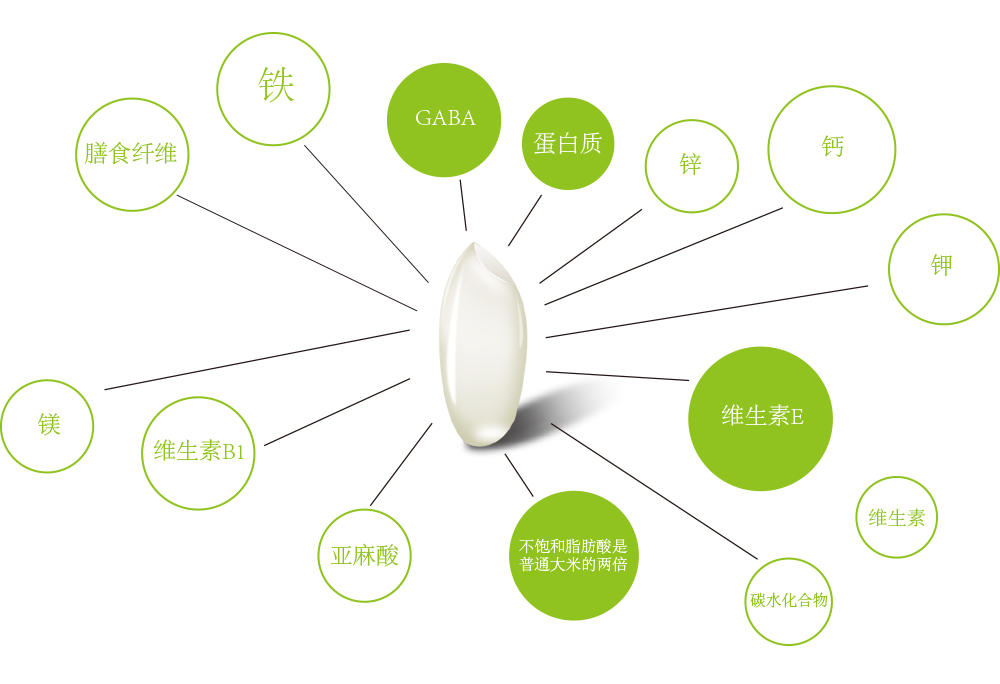 铁
GABA
蛋白质
膳食纤维
锌
钙
钾
镁
维生素B1
维生素E
维生素
亚麻酸
不饱和脂肪酸是
普通大米的两倍
碳水化合物